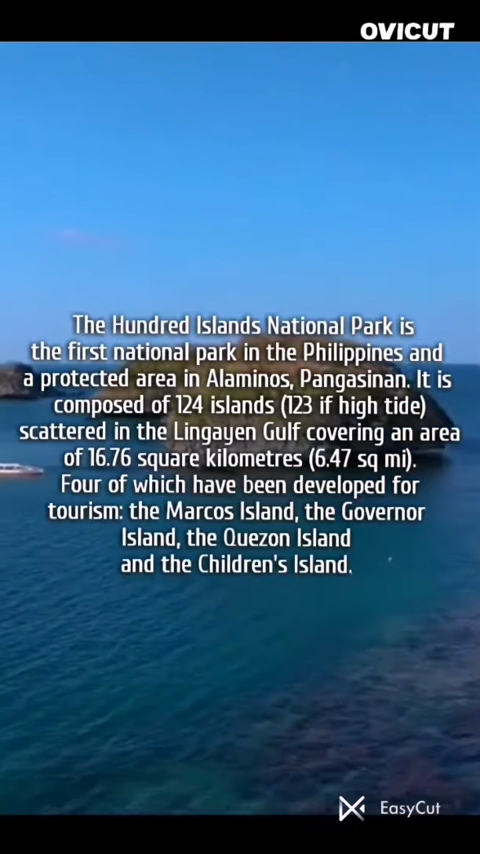 OVICUT
The Hundred Islands National Park is
the first national park in the Philippines and
a protected area in Alaminos, Pangasinan. It is
composed of 124 islands (123 if high tide)
scattered in the Lingayen Gulf covering an area
of 16.76 square kilometres (6.47 sq mi).
Four of which have been developed for
tourism: the Marcos Island, the Governor
Island, the Quezon Island
and the Children's Island.
EasyCut